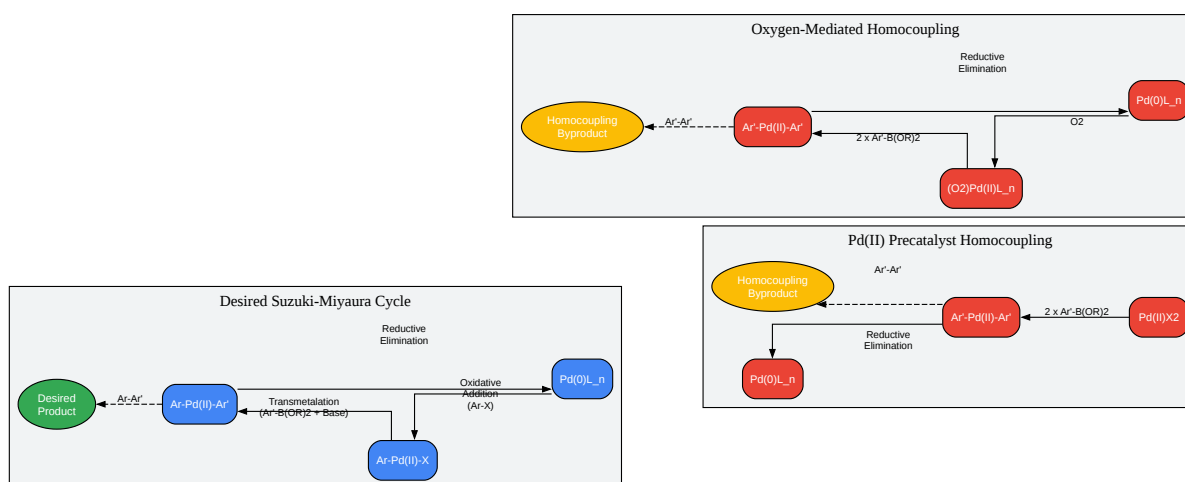 Oxygen-Mediated Homocoupling
Reductive
Elimination
Pd(0)L_n
Homocoupling
Byproduct
Ar'-Ar'
Ar'-Pd(II)-Ar'
O2
2 x Ar'-B(OR)2
(O2)Pd(II)L_n
Pd(II) Precatalyst Homocoupling
Ar'-Ar'
Homocoupling
Byproduct
Ar'-Pd(II)-Ar'
2 x Ar'-B(OR)2
Pd(II)X2
Reductive
Elimination
Pd(0)L_n
Desired Suzuki-Miyaura Cycle
Reductive
Elimination
Pd(0)L_n
Oxidative
Addition
(Ar-X)
Desired
Product
Ar-Ar'
Ar-Pd(II)-Ar'
Transmetalation
(Ar'-B(OR)2 + Base)
Ar-Pd(II)-X